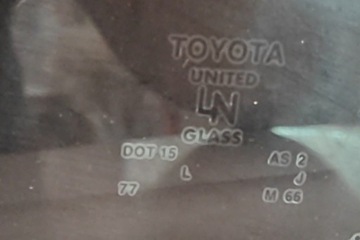 TOYOTA
UNITED
LN
GLASS
DOT 15 AS 2
L J
77 M 66